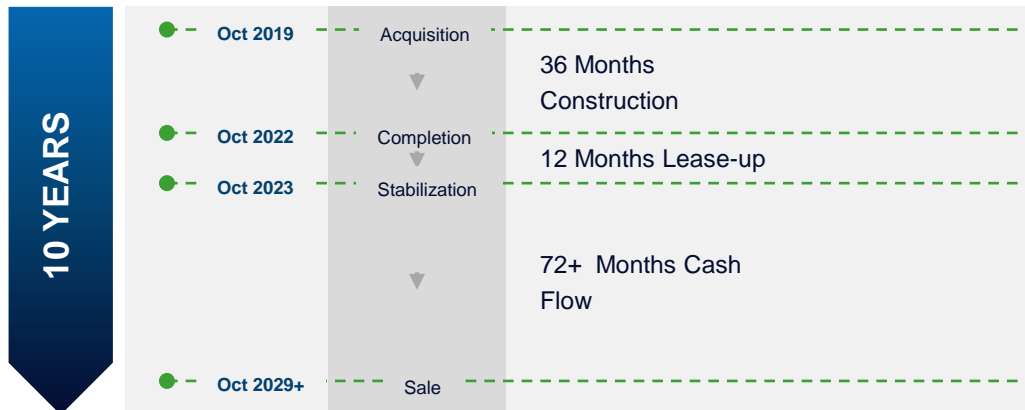 10 YEARS
Oct 2019
Acquisition
36 Months
Construction
Oct 2022
Completion
12 Months Lease-up
Oct 2023
Stabilization
72+ Months Cash
Flow
Oct 2029+
Sale